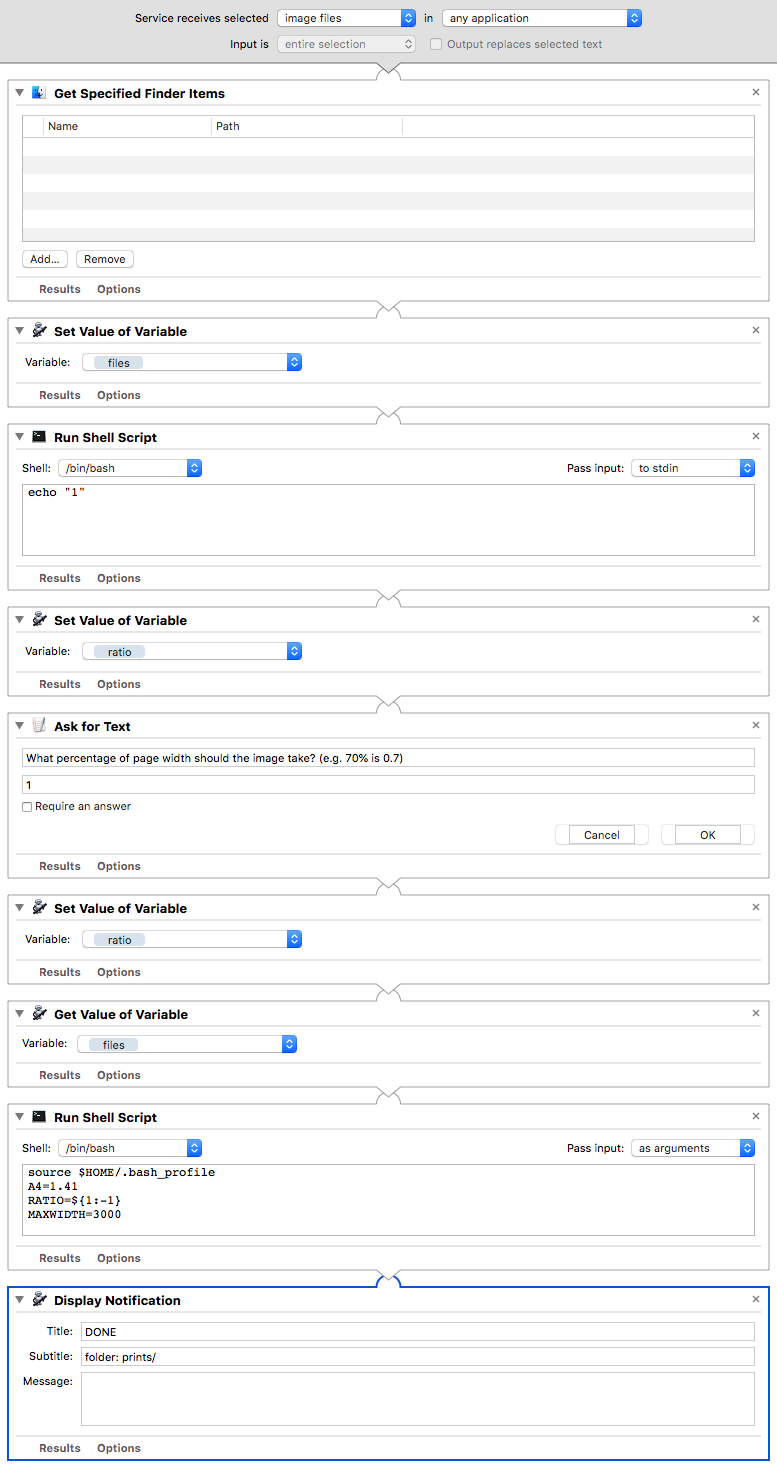 Service receives selected image files in any application
Input is entire selection Output replaces selected text
Get Specified Finder Items
Name Path
Add... Remove
Results Options
Set Value of Variable
Variable: files
Results Options
Run Shell Script
Shell: /bin/bash Pass input: to stdin
echo "1"
Results Options
Set Value of Variable
Variable: ratio
Results Options
Ask for Text
What percentage of page width should the image take? (e.g. 70% is 0.7)
1
Require an answer
Cancel OK
Results Options
Set Value of Variable
Variable: ratio
Results Options
Get Value of Variable
Variable: files
Results Options
Run Shell Script
Shell: /bin/bash Pass input: as arguments
source $HOME/.bash_profile
A4=1.41
RATIO=${1:-1}
MAXWIDTH=3000
Results Options
Display Notification
Title: DONE
Subtitle: folder: prints/
Message:
Results Options